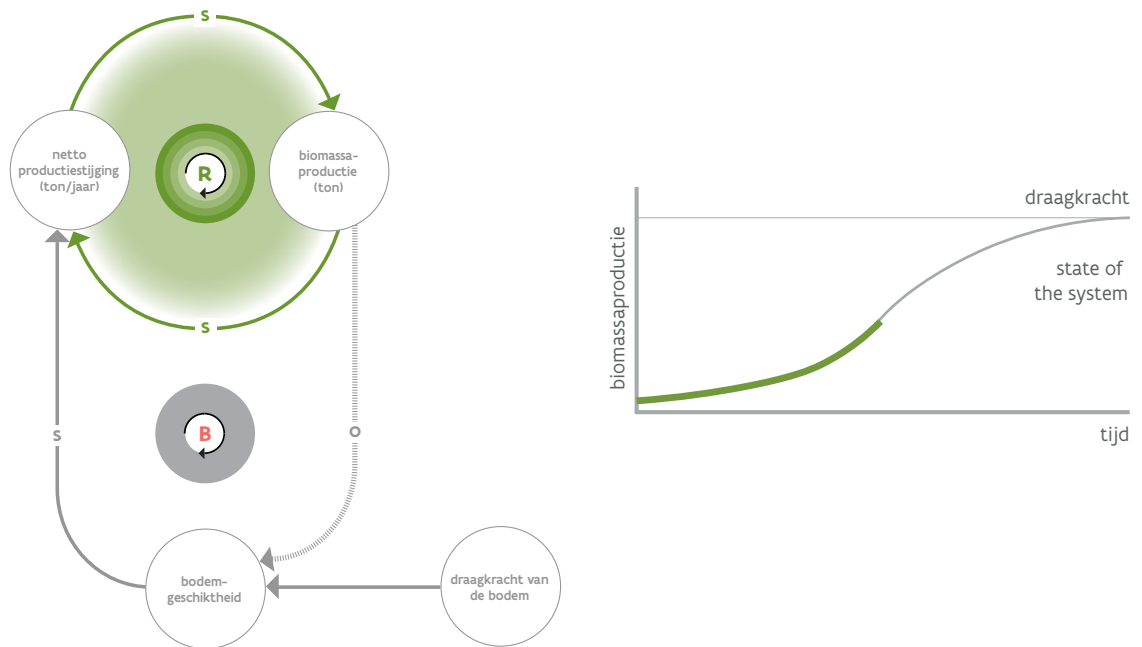 S
netto
productiestijging
(ton/jaar)
R
biomassa-
productie
(ton)
S
S
B
O
bodem-
geschiktheid
draagkracht van
de bodem
draagkracht
biomassaproductie
state of
the system
tijd